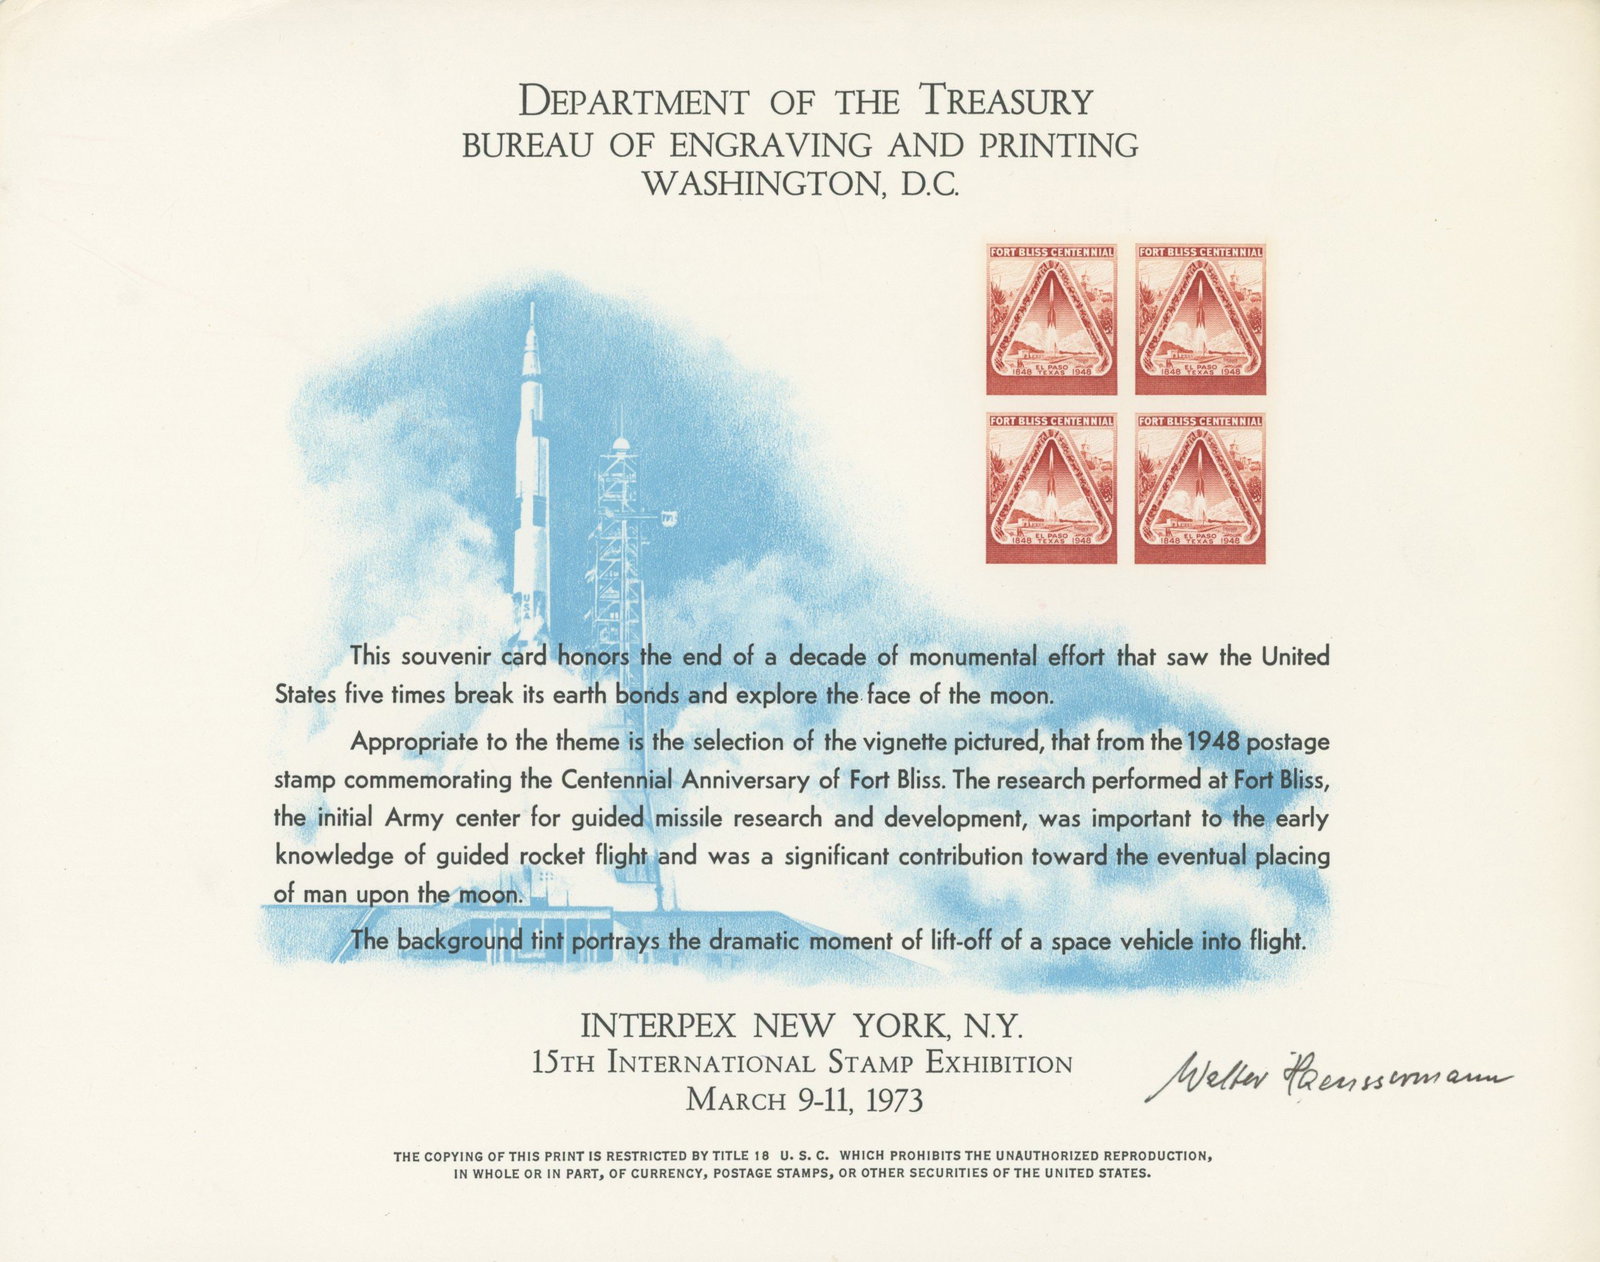 DEPARTMENT OF THE TREASURY
BUREAU OF ENGRAVING AND PRINTING
WASHINGTON, D.C.
FORT BLISS CENTENNIAL
EL PASO
1848 TEXAS 1948
FORT BLISS CENTENNIAL
EL PASO
1848 TEXAS 1948
FORT BLISS CENTENNIAL
EL PASO
1848 TEXAS 1948
FORT BLISS CENTENNIAL
EL PASO
1848 TEXAS 1948
USA
This souvenir card honors the end of a decade of monumental effort that saw the United
States five times break its earth bonds and explore the face of the moon.
Appropriate to the theme is the selection of the vignette pictured, that from the 1948 postage
stamp commemorating the Centennial Anniversary of Fort Bliss. The research performed at Fort Bliss,
the initial Army center for guided missile research and development, was important to the early
knowledge of guided rocket flight and was a significant contribution toward the eventual placing
of man upon the moon.
The background tint portrays the dramatic moment of lift-off of a space vehicle into flight.
INTERPEX NEW YORK, N.Y.
15TH INTERNATIONAL STAMP EXHIBITION
MARCH 9-11, 1973
Walter Haeussermann
THE COPYING OF THIS PRINT IS RESTRICTED BY TITLE 18 U. S. C. WHICH PROHIBITS THE UNAUTHORIZED REPRODUCTION,
IN WHOLE OR IN PART, OF CURRENCY, POSTAGE STAMPS, OR OTHER SECURITIES OF THE UNITED STATES.